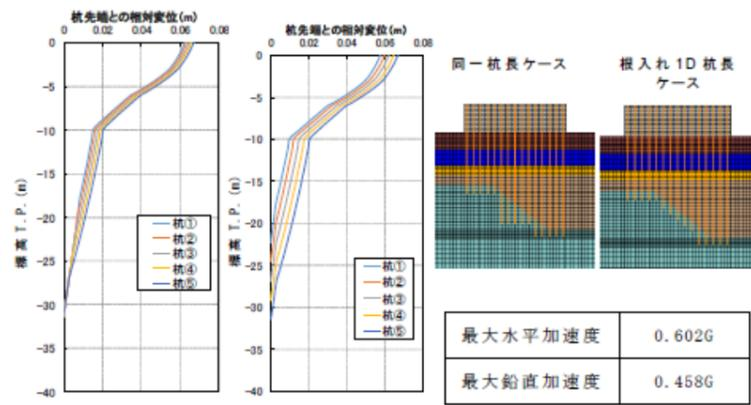 杭先端との相対変位(m)
0 0.02 0.04 0.06 0.08
0
-5
-10
-15
-20
-25
-30
-35
-40
標高 T.P.(m)
杭①
杭②
杭③
杭④
杭⑤
杭先端との相対変位(m)
0 0.02 0.04 0.06 0.08
0
-5
-10
-15
-20
-25
-30
-35
-40
標高 T.P.(m)
杭①
杭②
杭③
杭④
杭⑤
同一杭長ケース
根入れ1D杭長
ケース
最大水平加速度 0.602G
最大鉛直加速度 0.458G